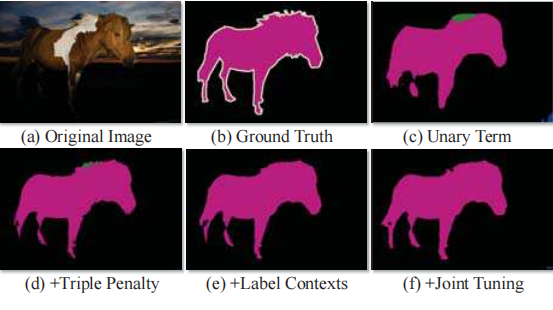 (a) Original Image (b) Ground Truth (c) Unary Term
(d) +Triple Penalty (e) +Label Contexts (f) +Joint Tuning